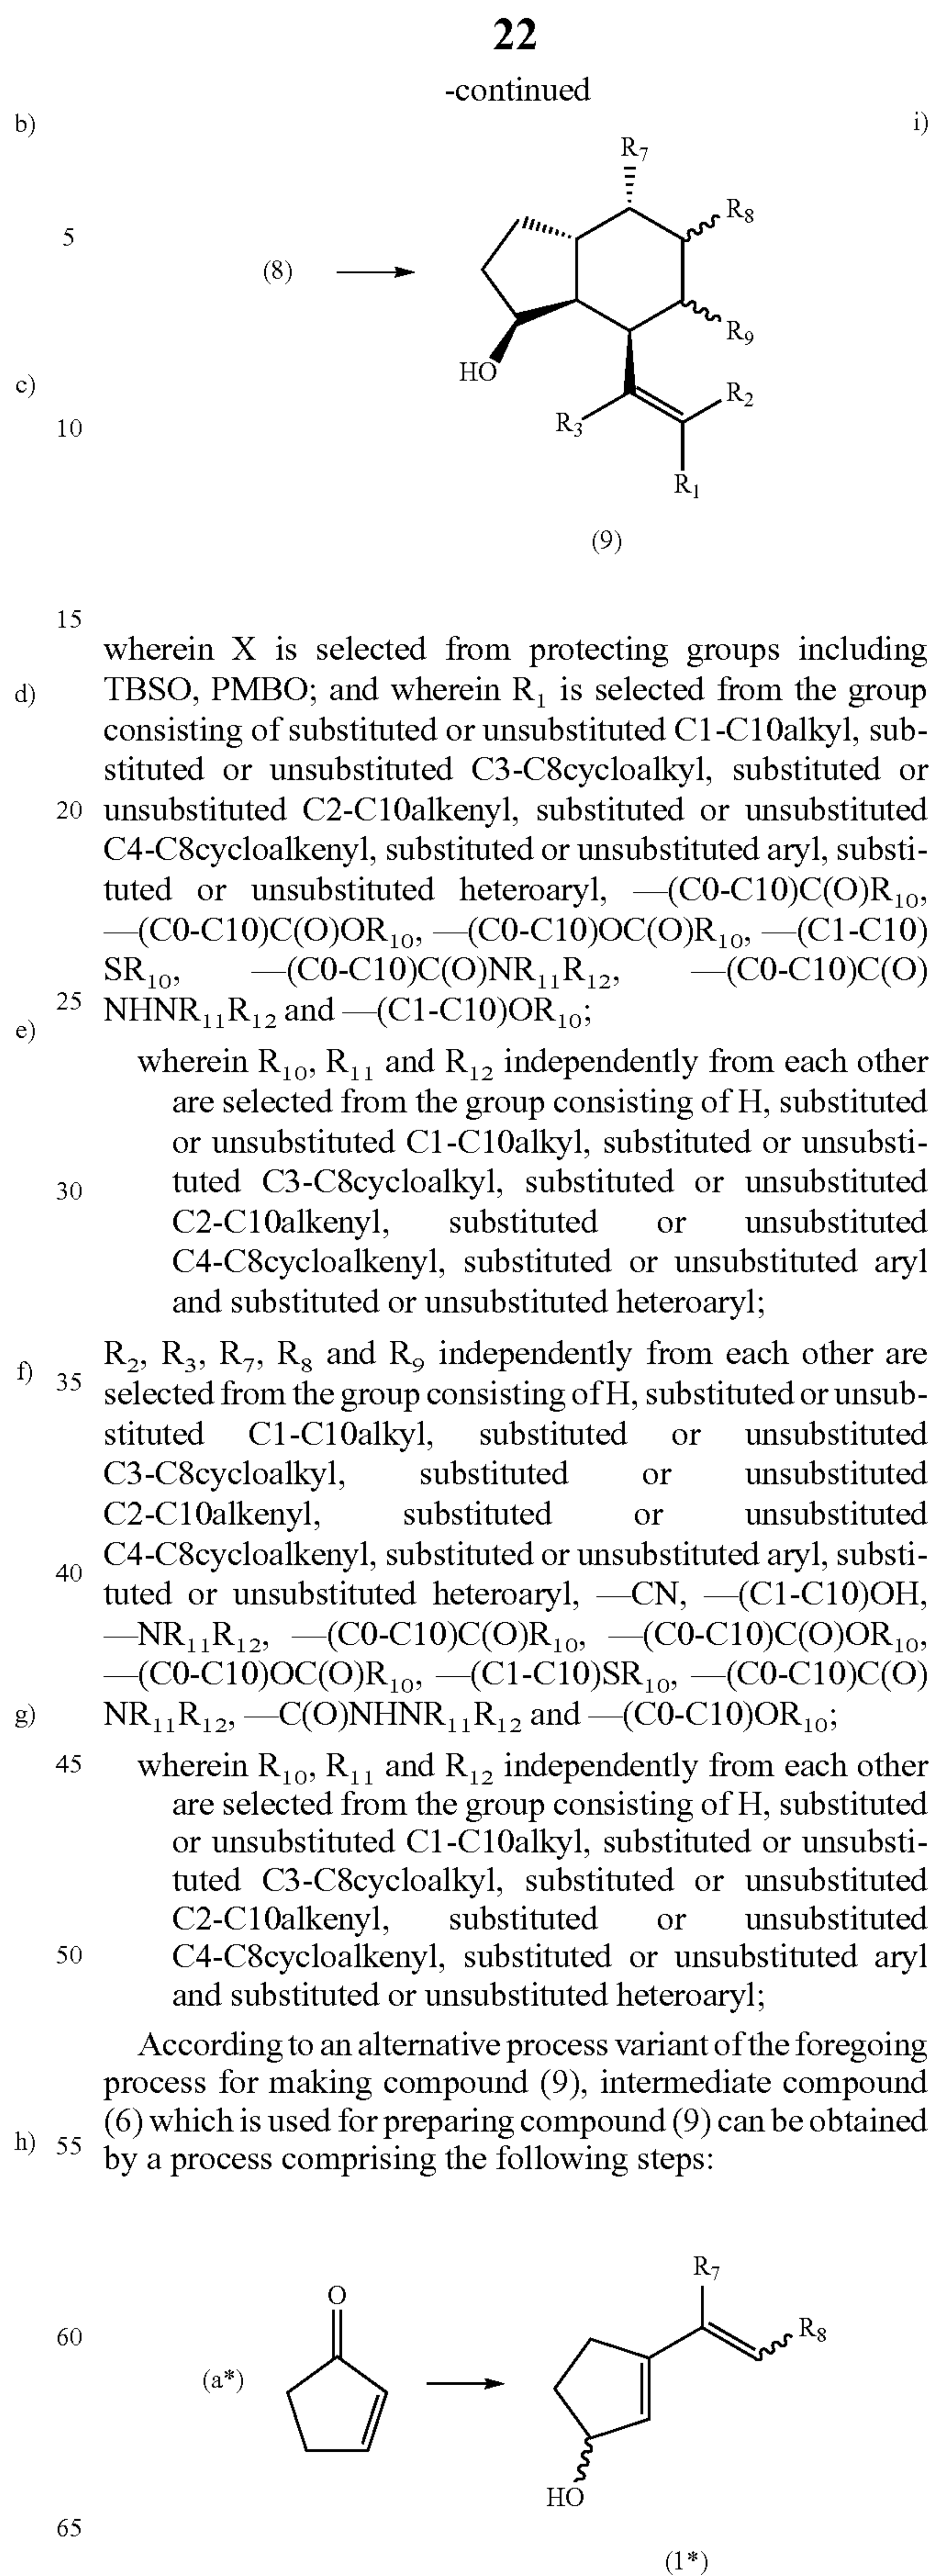 22
-continued
b)
i)
R7
R8
5
(8)
R9
HO
c)
R2
R3
10
R1
(9)
15
wherein X is selected from protecting groups including
d)
TBSO, PMBO; and wherein R1 is selected from the group
consisting of substituted or unsubstituted C1-C10alkyl, sub-
stituted or unsubstituted C3-C8cycloalkyl, substituted or
20
unsubstituted C2-C10alkenyl, substituted or unsubstituted
C4-C8cycloalkenyl, substituted or unsubstituted aryl, substi-
tuted or unsubstituted heteroaryl, —(C0-C10)C(O)R10,
—(C0-C10)C(O)OR10, —(C0-C10)OC(O)R10, —(C1-C10)
SR10, —(C0-C10)C(O)NR11R12, —(C0-C10)C(O)
25
NHNR11R12 and —(C1-C10)OR10;
e)
wherein R10, R11 and R12 independently from each other
are selected from the group consisting of H, substituted
or unsubstituted C1-C10alkyl, substituted or unsubsti-
30
tuted C3-C8cycloalkyl, substituted or unsubstituted
C2-C10alkenyl, substituted or unsubstituted
C4-C8cycloalkenyl, substituted or unsubstituted aryl
and substituted or unsubstituted heteroaryl;
f)
R2, R3, R7, R8 and R9 independently from each other are
35
selected from the group consisting of H, substituted or unsub-
stituted C1-C10alkyl, substituted or unsubstituted
C3-C8cycloalkyl, substituted or unsubstituted
C2-C10alkenyl, substituted or unsubstituted
C4-C8cycloalkenyl, substituted or unsubstituted aryl, substi-
40
tuted or unsubstituted heteroaryl, —CN, —(C1-C10)OH,
—NR11R12, —(C0-C10)C(O)R10, —(C0-C10)C(O)OR10,
—(C0-C10)OC(O)R10, —(C1-C10)SR10, —(C0-C10)C(O)
g)
NR11R12, —C(O)NHNR11R12 and —(C0-C10)OR10;
45
wherein R10, R11 and R12 independently from each other
are selected from the group consisting of H, substituted
or unsubstituted C1-C10alkyl, substituted or unsubsti-
tuted C3-C8cycloalkyl, substituted or unsubstituted
C2-C10alkenyl, substituted or unsubstituted
50
C4-C8cycloalkenyl, substituted or unsubstituted aryl
and substituted or unsubstituted heteroaryl;
According to an alternative process variant of the foregoing
process for making compound (9), intermediate compound
(6) which is used for preparing compound (9) can be obtained
h)
55
by a process comprising the following steps:
R7
O
60
R8
(a*)
HO
65
(1*)